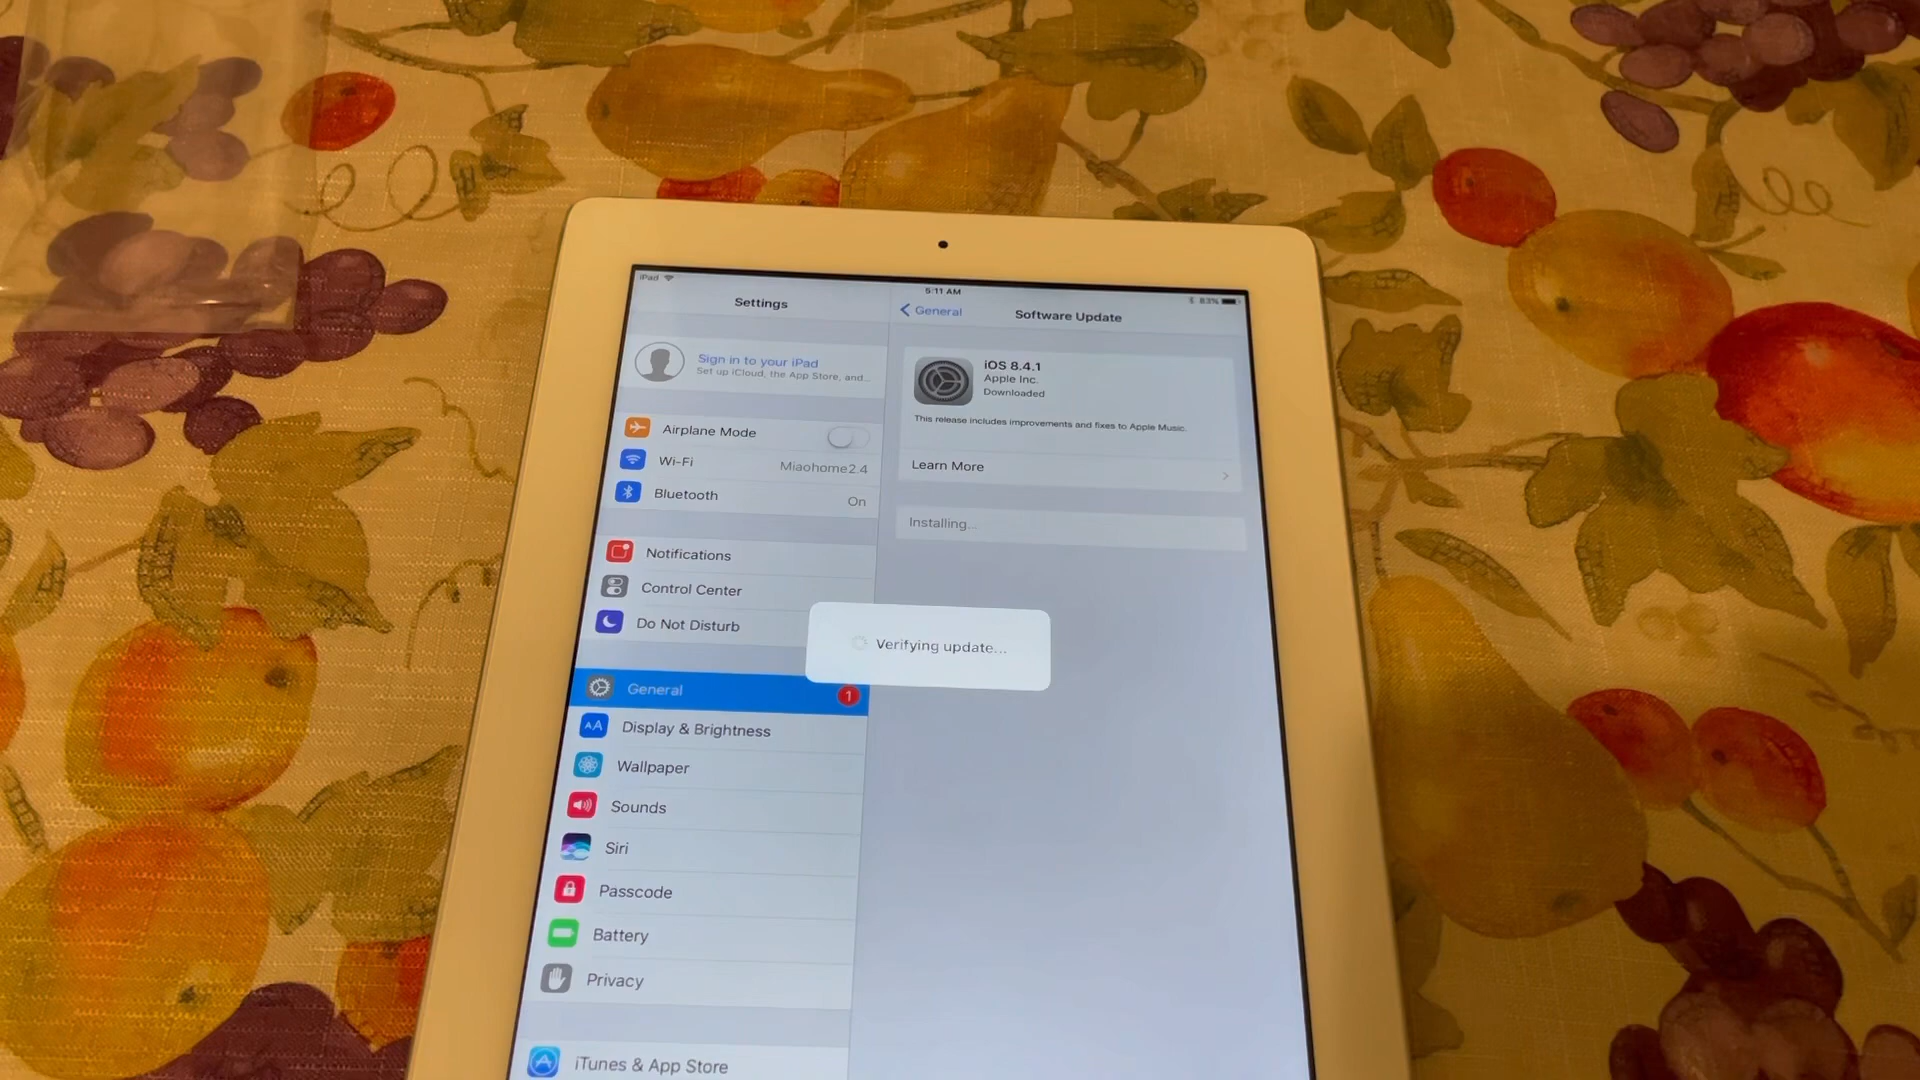 iPad
5:11 AM
83%
Settings
General
Software Update
Sign in to your iPad
Set up iCloud, the App Store, and...
Airplane Mode
Wi-Fi
Miaohome2.4
Bluetooth
On
Notifications
Control Center
Do Not Disturb
General
1
Display & Brightness
AA
Wallpaper
Sounds
Siri
Passcode
Battery
Privacy
iTunes & App Store
iOS 8.4.1
Apple Inc.
Downloaded
This release includes improvements and fixes to Apple Music.
Learn More
Installing...
Verifying update...